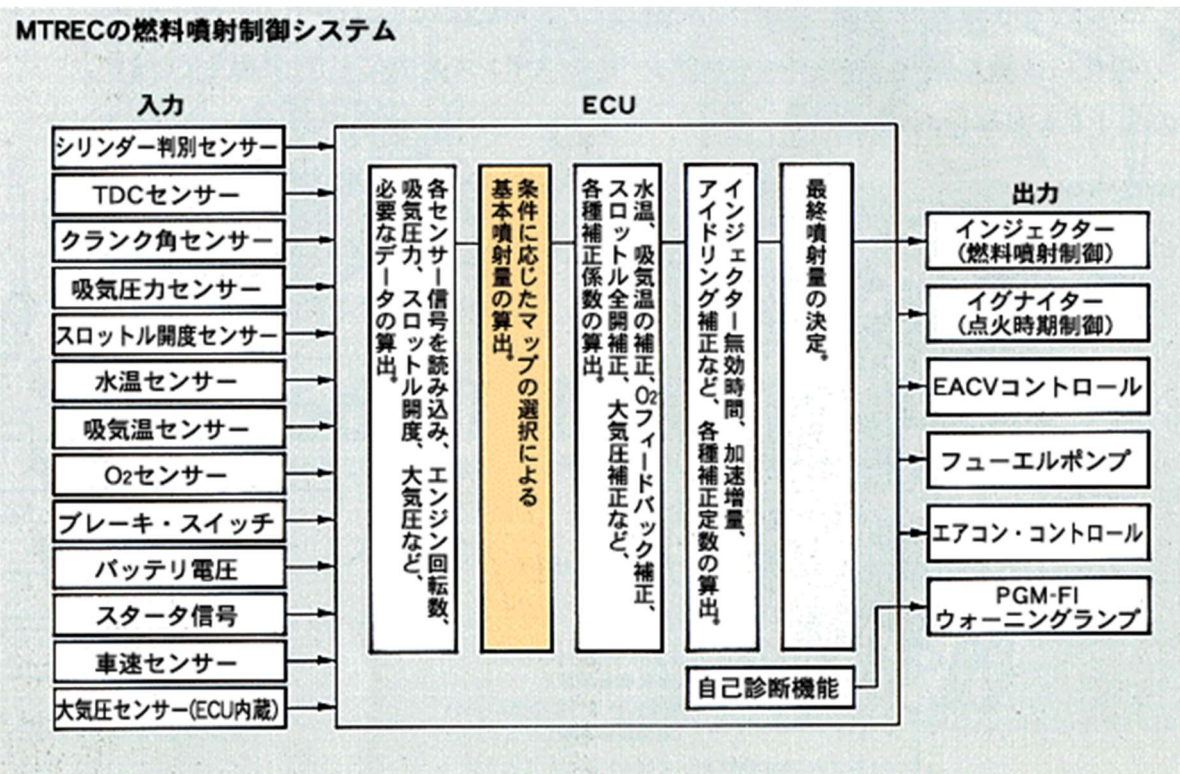 MTRECの燃料噴射制御システム
入力
シリンダー判別センサー
TDCセンサー
クランク角センサー
吸気圧力センサー
スロットル開度センサー
水温センサー
吸気温センサー
O2センサー
ブレーキ・スイッチ
バッテリ電圧
スタータ信号
車速センサー
大気圧センサー(ECU内蔵)
ECU
各センサー信号を読み込み、エンジン回転数、
吸気圧力、スロットル開度、大気圧など、
必要なデータの算出。
条件に応じたマップの選択による
基本噴射量の算出。
水温、吸気温の補正、O2フィードバック補正、
スロットル全開補正、大気圧補正など、
各種補正係数の算出。
インジェクター無効時間、加速増量、
アイドリング補正など、各種補正定数の算出。
最終噴射量の決定。
自己診断機能
出力
インジェクター
(燃料噴射制御)
イグナイター
(点火時期制御)
EACVコントロール
フューエルポンプ
エアコン・コントロール
PGM-FI
ウォーニングランプ